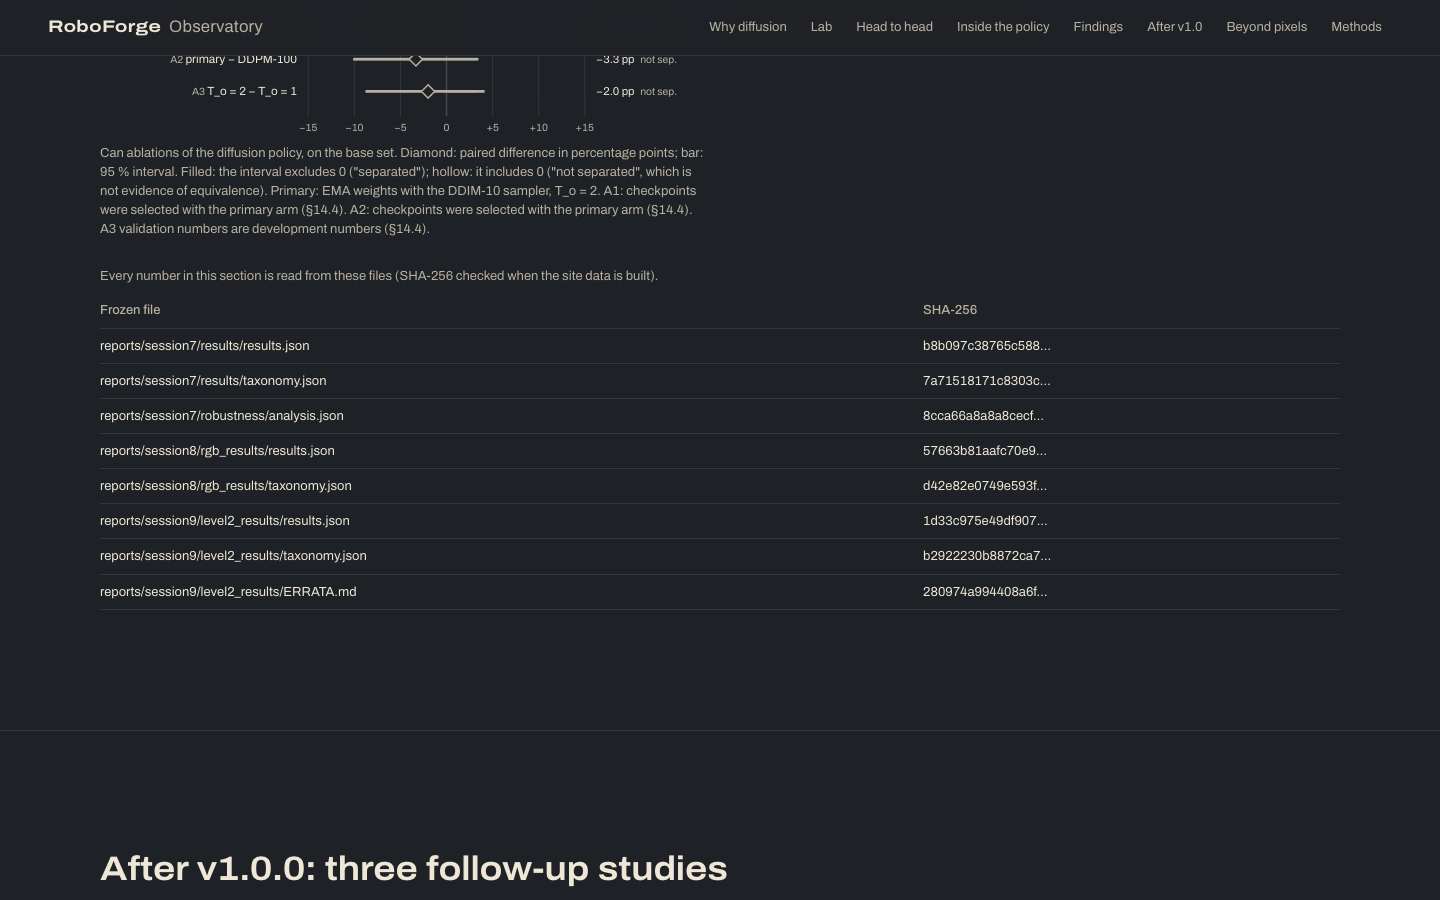 RoboForge Observatory
Why diffusion Lab Head to head Inside the policy Findings After v1.0 Beyond pixels Methods
A2 primary – DDPM-100 −3.3 pp not sep.
A3 T_o = 2 – T_o = 1 −2.0 pp not sep.
−15 −10 −5 0 +5 +10 +15
Can ablations of the diffusion policy, on the base set. Diamond: paired difference in percentage points; bar:
95 % interval. Filled: the interval excludes 0 ("separated"); hollow: it includes 0 ("not separated", which is
not evidence of equivalence). Primary: EMA weights with the DDIM-10 sampler, T_o = 2. A1: checkpoints
were selected with the primary arm (§14.4). A2: checkpoints were selected with the primary arm (§14.4).
A3 validation numbers are development numbers (§14.4).
Every number in this section is read from these files (SHA-256 checked when the site data is built).
Frozen file SHA-256
reports/session7/results/results.json b8b097c38765c588…
reports/session7/results/taxonomy.json 7a71518171c8303c…
reports/session7/robustness/analysis.json 8cca66a8a8a8cecf…
reports/session8/rgb_results/results.json 57663b81aafc70e9…
reports/session8/rgb_results/taxonomy.json d42e82e0749e593f…
reports/session9/level2_results/results.json 1d33c975e49df907…
reports/session9/level2_results/taxonomy.json b2922230b8872ca7…
reports/session9/level2_results/ERRATA.md 280974a994408a6f…
After v1.0.0: three follow-up studies